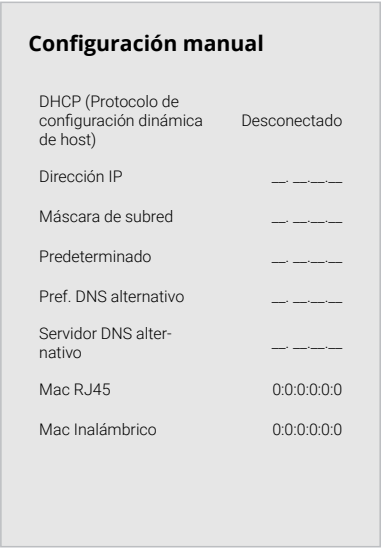 Configuración manual
DHCP (Protocolo de
configuración dinámica
de host)
Desconectado
Dirección IP
__. __.__.__
Máscara de subred
__. __.__.__
Predeterminado
__. __.__.__
Pref. DNS alternativo
__. __.__.__
Servidor DNS alter-
nativo
__. __.__.__
Mac RJ45
0:0:0:0:0:0
Mac Inalámbrico
0:0:0:0:0:0